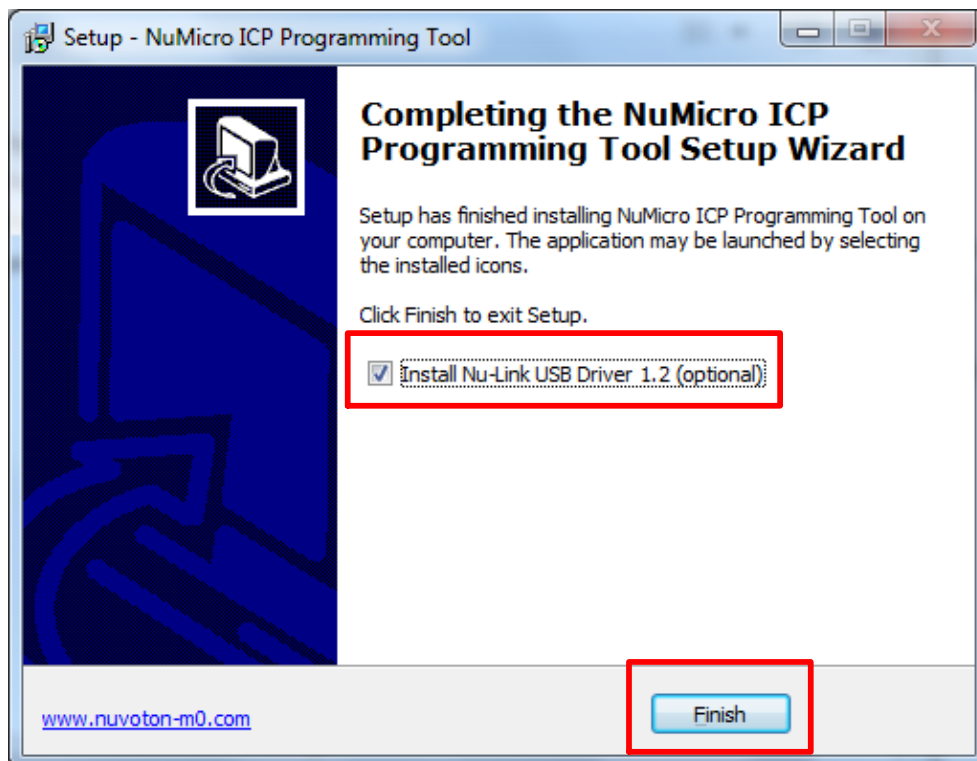 Setup - NuMicro ICP Programming Tool
Completing the NuMicro ICP
Programming Tool Setup Wizard
Setup has finished installing NuMicro ICP Programming Tool on
your computer. The application may be launched by selecting
the installed icons.
Click Finish to exit Setup.
Install Nu-Link USB Driver 1.2 (optional)
www.nuvoton-m0.com
Finish